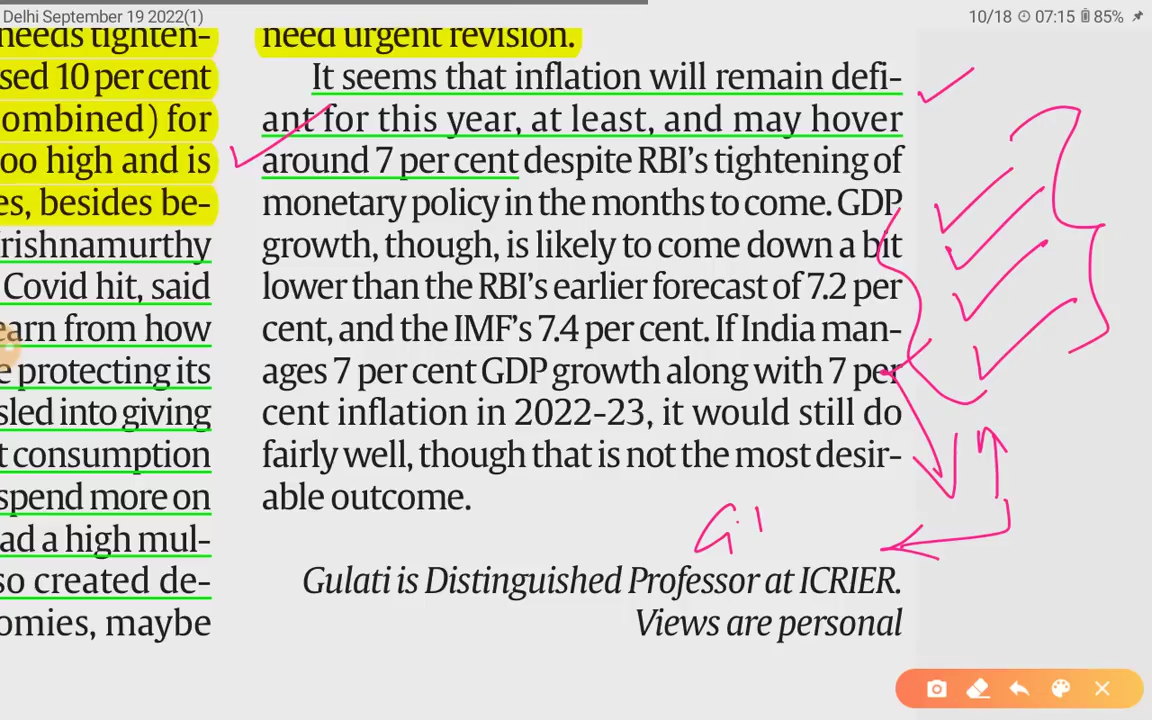 Delhi September 19 2022(1)
10/18 07:15 85%
needs tighten-
sed 10 per cent
ombined) for
oo high and is
es, besides be-
rishnamurthy
Covid hit, said
earn from how
e protecting its
sled into giving
t consumption
spend more on
ad a high mul-
so created de-
omies, maybe
need urgent revision.
It seems that inflation will remain defi-
ant for this year, at least, and may hover
around 7 per cent despite RBI's tightening of
monetary policy in the months to come. GDP
growth, though, is likely to come down a bit
lower than the RBI's earlier forecast of 7.2 per
cent, and the IMF's 7.4 per cent. If India man-
ages 7 per cent GDP growth along with 7 per
cent inflation in 2022-23, it would still do
fairly well, though that is not the most desir-
able outcome.
Gulati is Distinguished Professor at ICRIER.
Views are personal